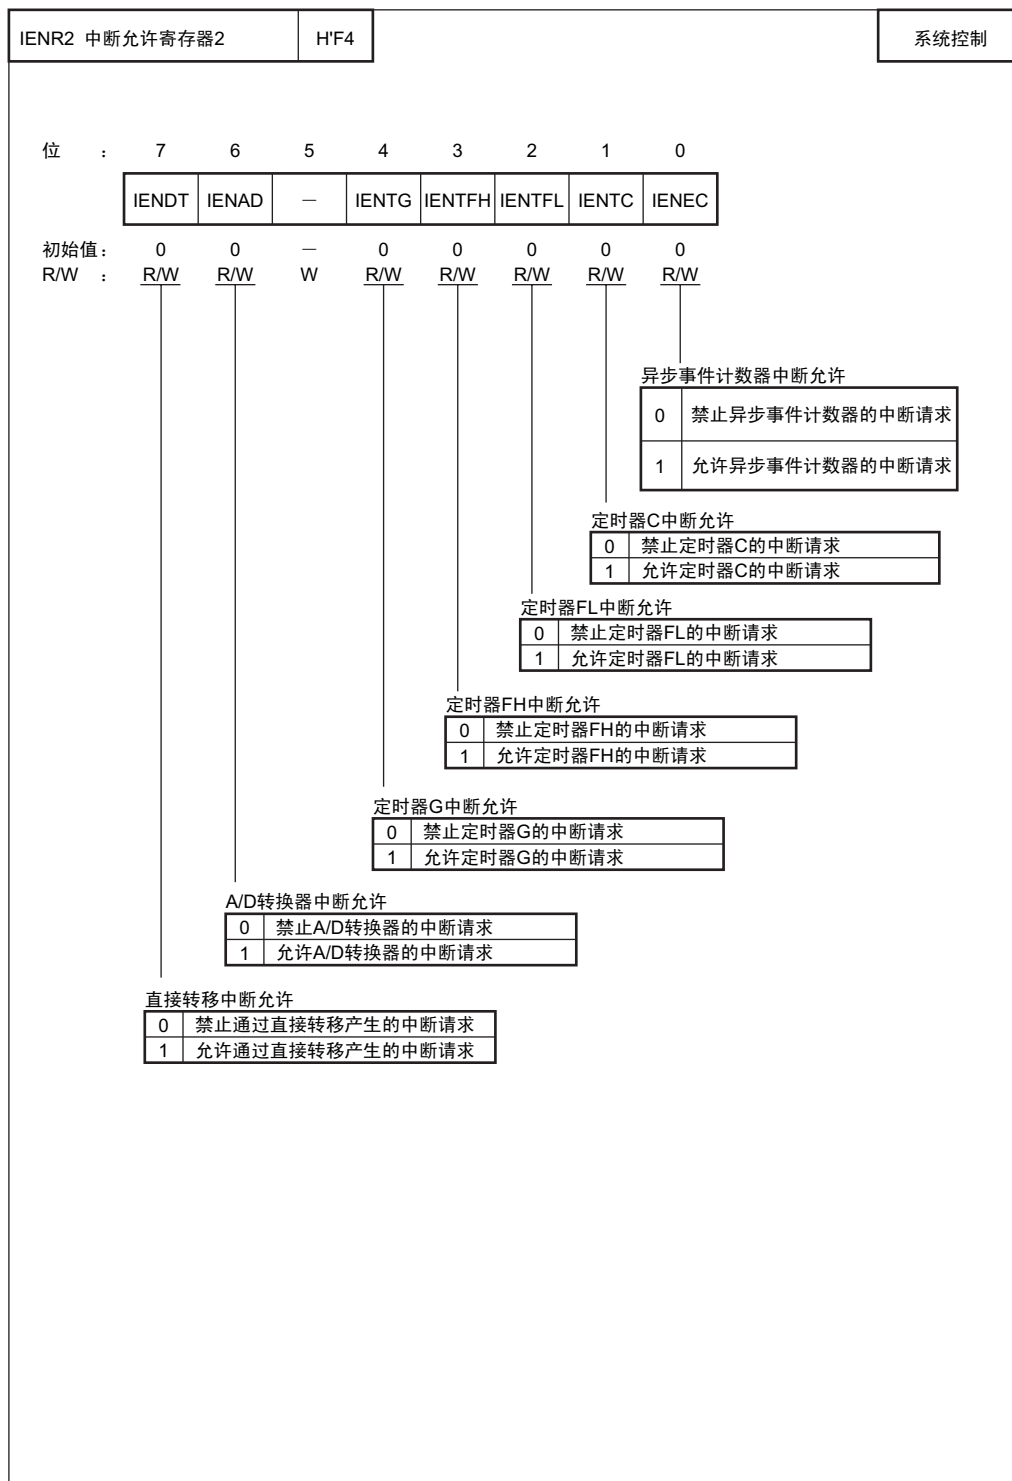 IENR2 中断允许寄存器2 H'F4 系统控制
位 : 7 6 5 4 3 2 1 0
IENDT IENAD — IENTG IENTFH IENTFL IENTC IENEC
初始值: 0 0 — 0 0 0 0 0
R/W : R/W R/W W R/W R/W R/W R/W R/W
异步事件计数器中断允许
0 禁止异步事件计数器的中断请求
1 允许异步事件计数器的中断请求
定时器C中断允许
0 禁止定时器C的中断请求
1 允许定时器C的中断请求
定时器FL中断允许
0 禁止定时器FL的中断请求
1 允许定时器FL的中断请求
定时器FH中断允许
0 禁止定时器FH的中断请求
1 允许定时器FH的中断请求
定时器G中断允许
0 禁止定时器G的中断请求
1 允许定时器G的中断请求
A/D转换器中断允许
0 禁止A/D转换器的中断请求
1 允许A/D转换器的中断请求
直接转移中断允许
0 禁止通过直接转移产生的中断请求
1 允许通过直接转移产生的中断请求